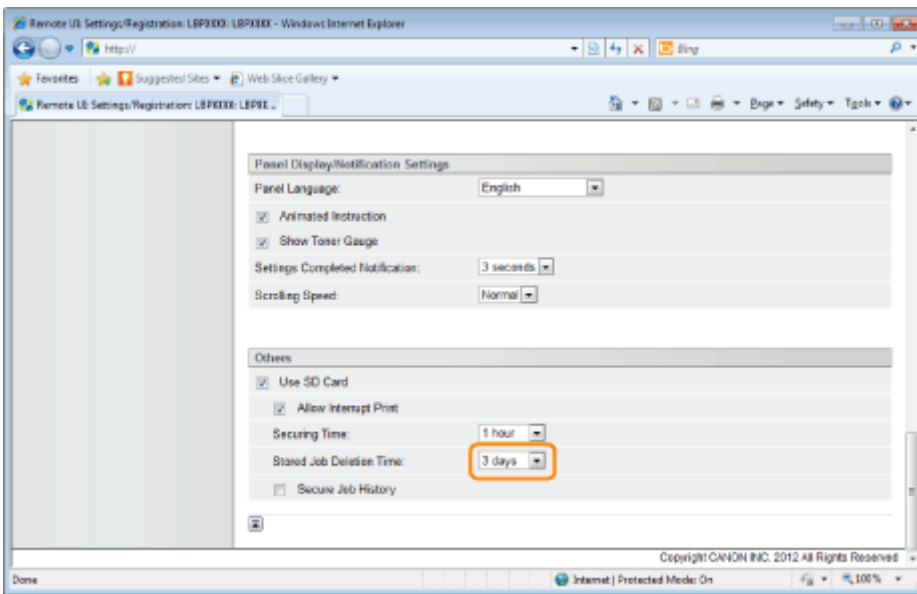 Remote UI: Settings/Registration: LBPXXXX: LBPXXXX - Windows Internet Explorer
http://
Bing
Favorites Suggested Sites Web Slice Gallery
Remote UI: Settings/Registration: LBPXXXX: LBPXX... Page Safety Tools
Panel Display/Notification Settings
Panel Language: English
Animated Instruction
Show Toner Gauge
Settings Completed Notification: 3 seconds
Scrolling Speed: Normal
Others
Use SD Card
Allow Interrupt Print
Securing Time: 1 hour
Stored Job Deletion Time: 3 days
Secure Job History
Copyright CANON INC. 2012 All Rights Reserved
Done Internet | Protected Mode: On 100%